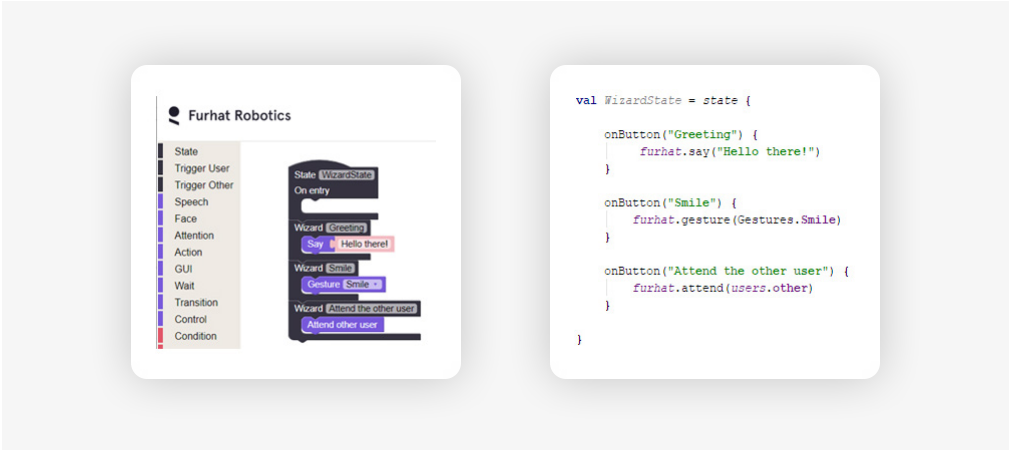 Furhat Robotics
State
Trigger User
Trigger Other
Speech
Face
Attention
Action
GUI
Wait
Transition
Control
Condition
State WizardState
On entry
Wizard Greeting
Say Hello there!
Wizard Smile
Gesture Smile
Wizard Attend the other user
Attend other user
val WizardState = state {
onButton("Greeting") {
furhat.say("Hello there!")
}
onButton("Smile") {
furhat.gesture(Gestures.Smile)
}
onButton("Attend the other user") {
furhat.attend(users.other)
}
}